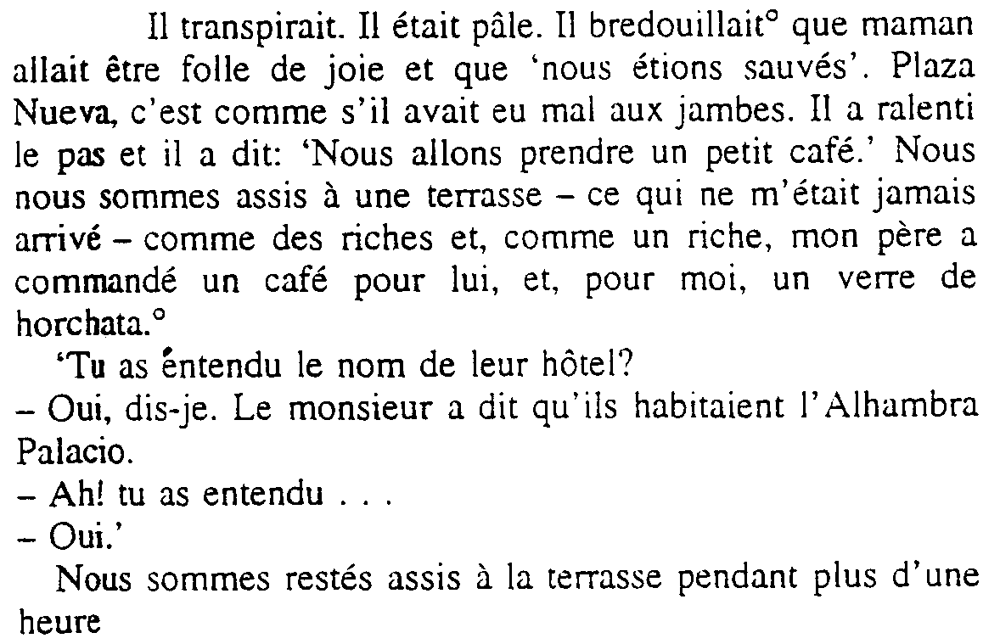 Il transpirait. Il était pâle. Il bredouillait° que maman
allait être folle de joie et que ‘nous étions sauvés’. Plaza
Nueva, c’est comme s’il avait eu mal aux jambes. Il a ralenti
le pas et il a dit: ‘Nous allons prendre un petit café.’ Nous
nous sommes assis à une terrasse – ce qui ne m’était jamais
arrivé – comme des riches et, comme un riche, mon père a
commandé un café pour lui, et, pour moi, un verre de
horchata.°
‘Tu as entendu le nom de leur hôtel?
– Oui, dis-je. Le monsieur a dit qu’ils habitaient l’Alhambra
Palacio.
– Ah! tu as entendu . . .
– Oui.’
Nous sommes restés assis à la terrasse pendant plus d’une
heure